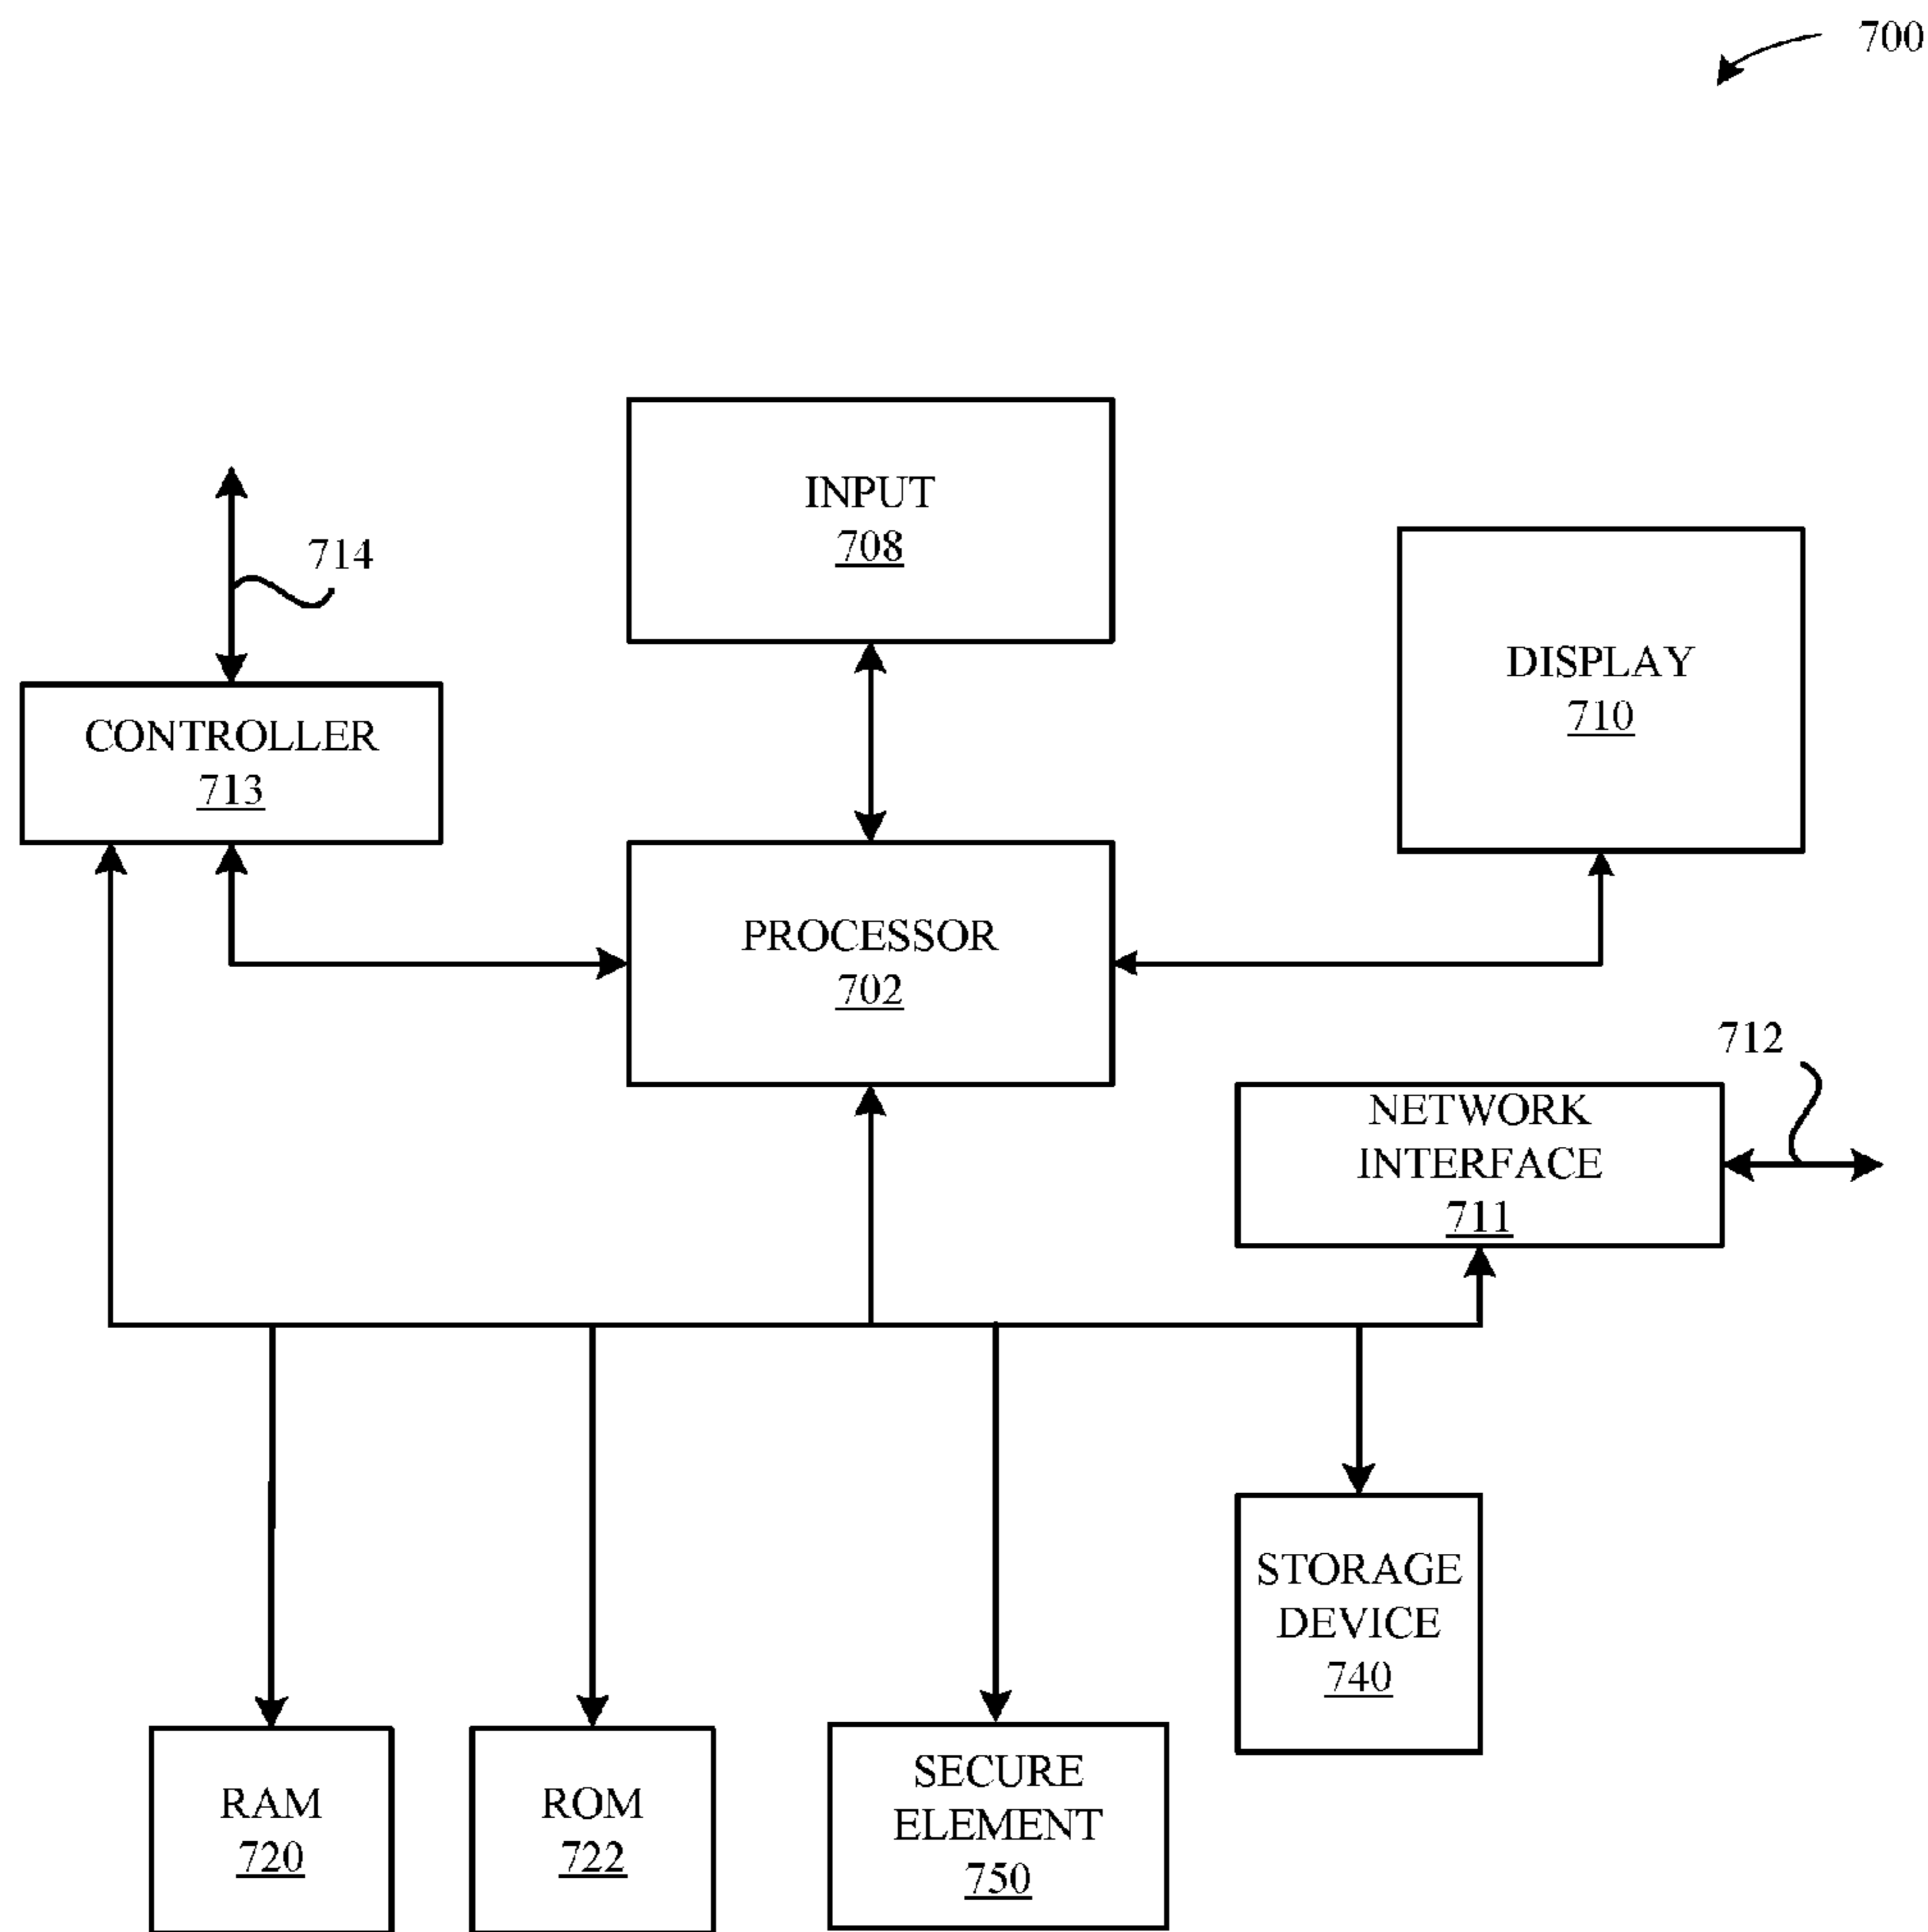 700
INPUT
708
714
DISPLAY
710
CONTROLLER
713
PROCESSOR
702
712
NETWORK
INTERFACE
711
STORAGE
DEVICE
740
RAM
720
ROM
722
SECURE
ELEMENT
750